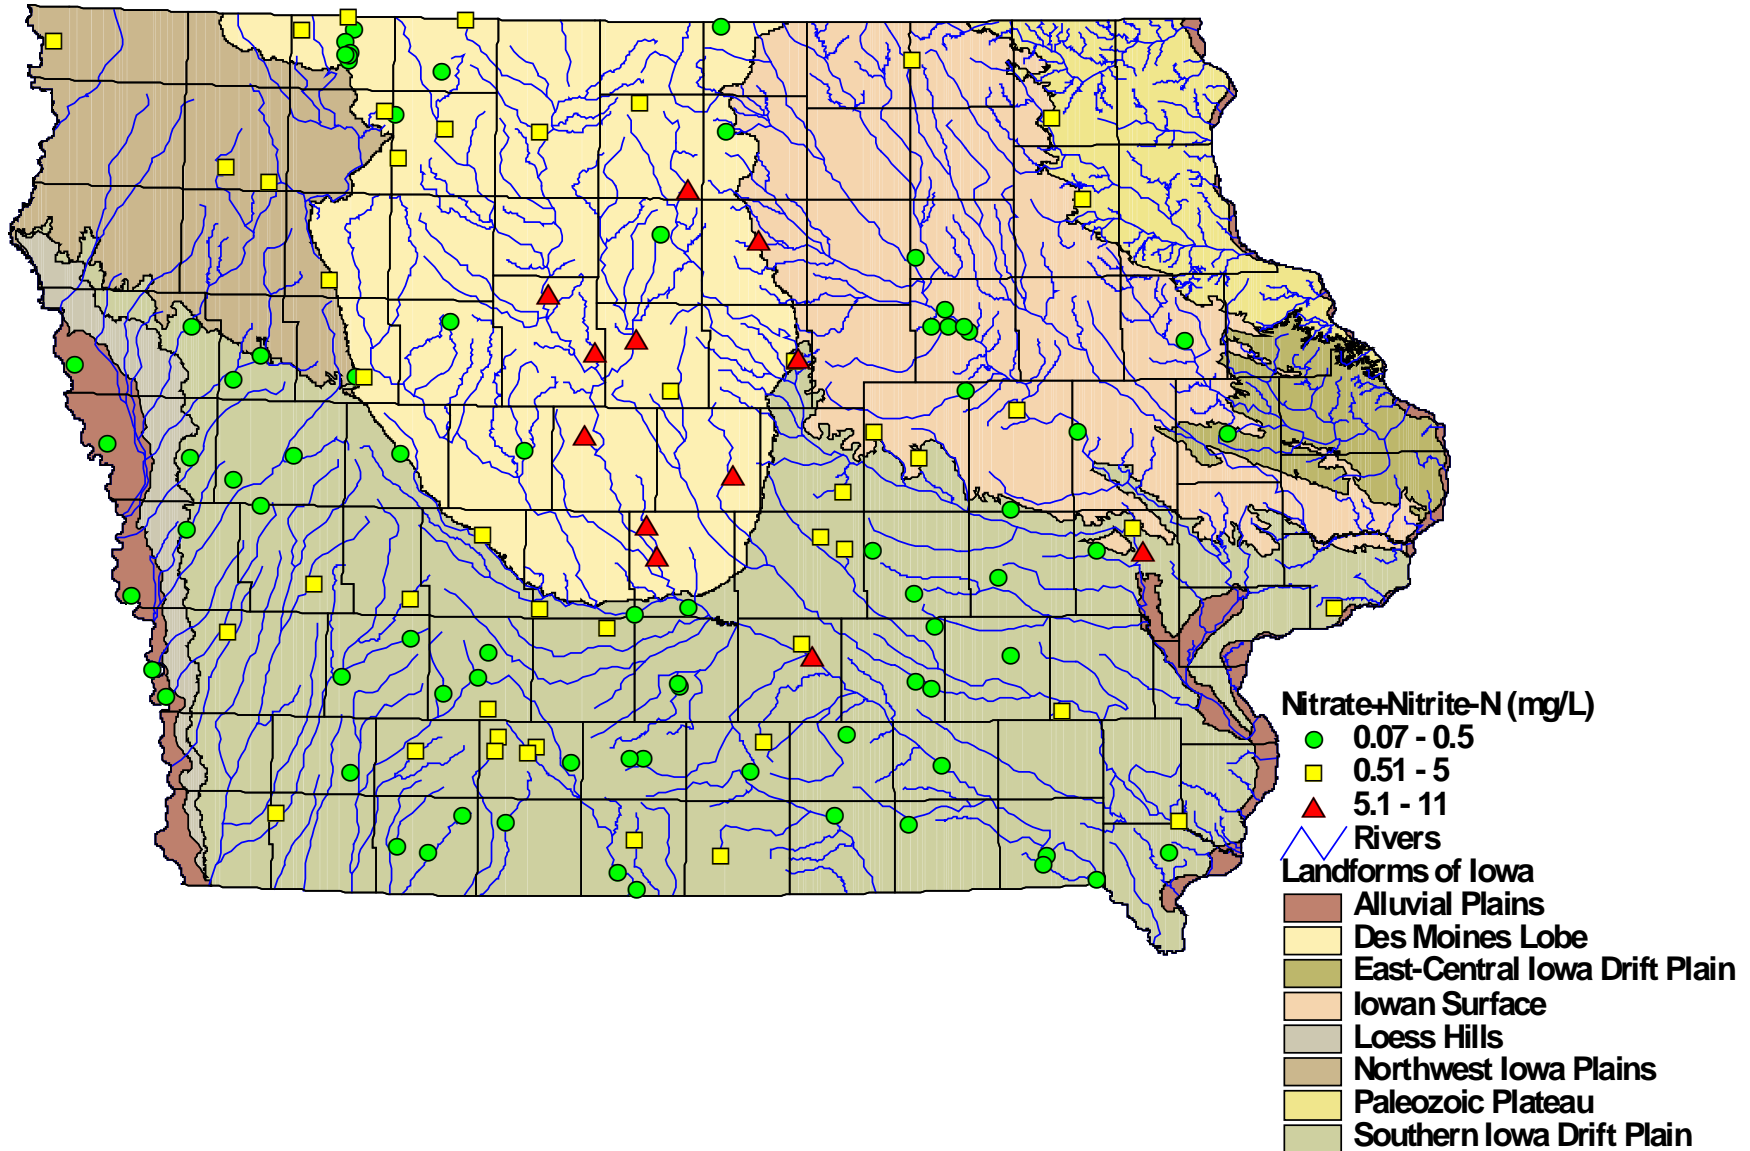 Nitrate+Nitrite-N (mg/L)
0.07 - 0.5
0.51 - 5
5.1 - 11
Rivers
Landforms of Iowa
Alluvial Plains
Des Moines Lobe
East-Central Iowa Drift Plain
Iowan Surface
Loess Hills
Northwest Iowa Plains
Paleozoic Plateau
Southern Iowa Drift Plain